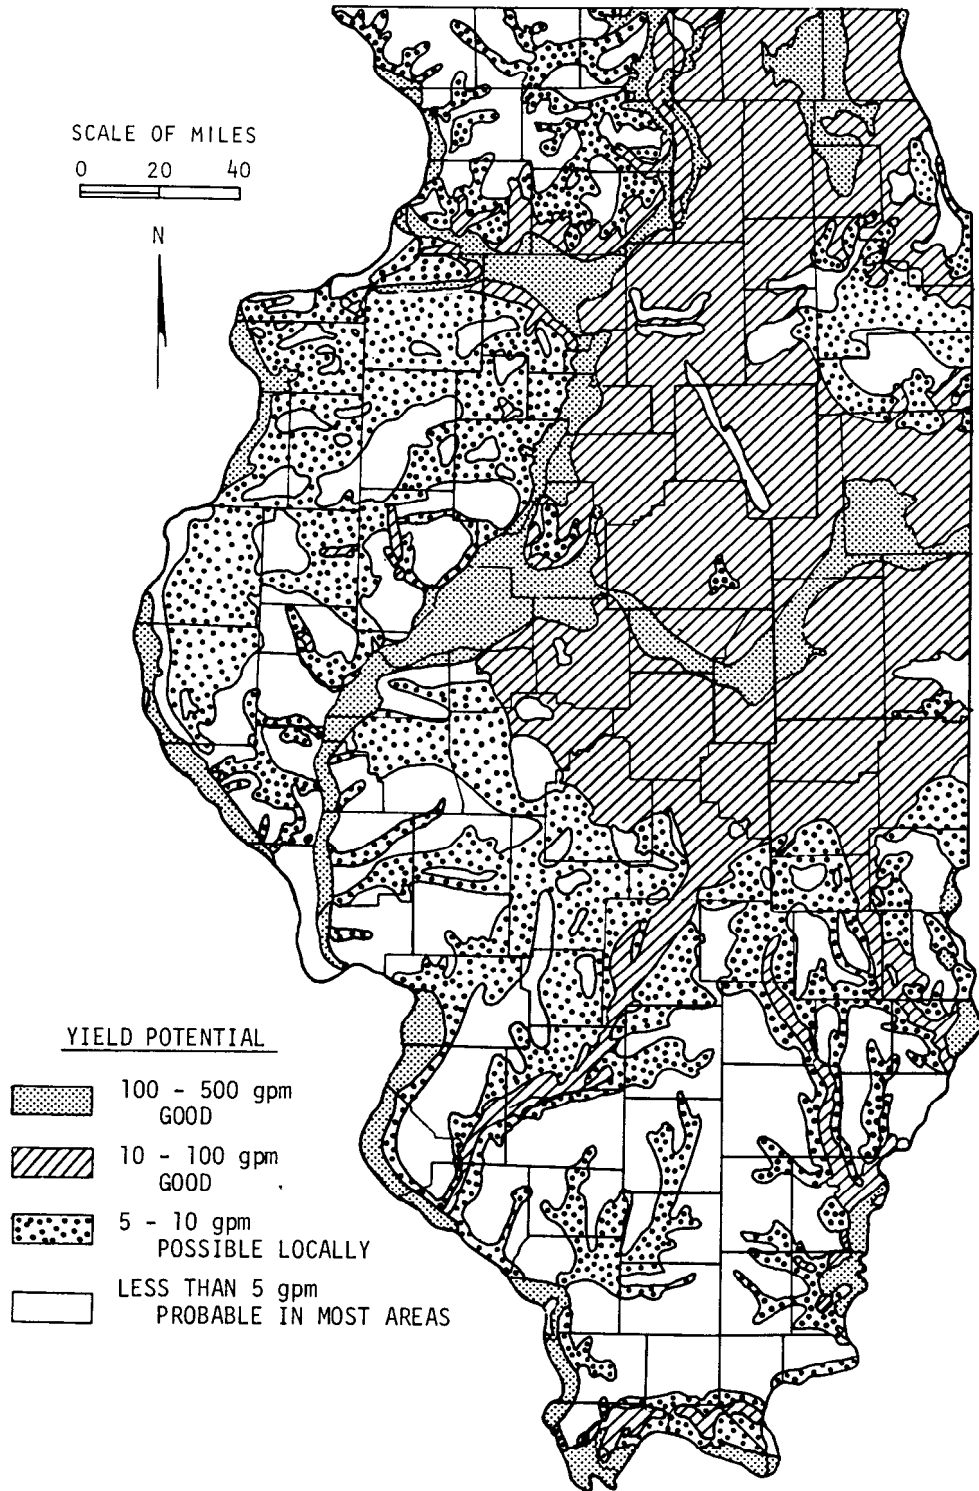 SCALE OF MILES
0 20 40
N
YIELD POTENTIAL
100 - 500 gpm
GOOD
10 - 100 gpm
GOOD
5 - 10 gpm
POSSIBLE LOCALLY
LESS THAN 5 gpm
PROBABLE IN MOST AREAS